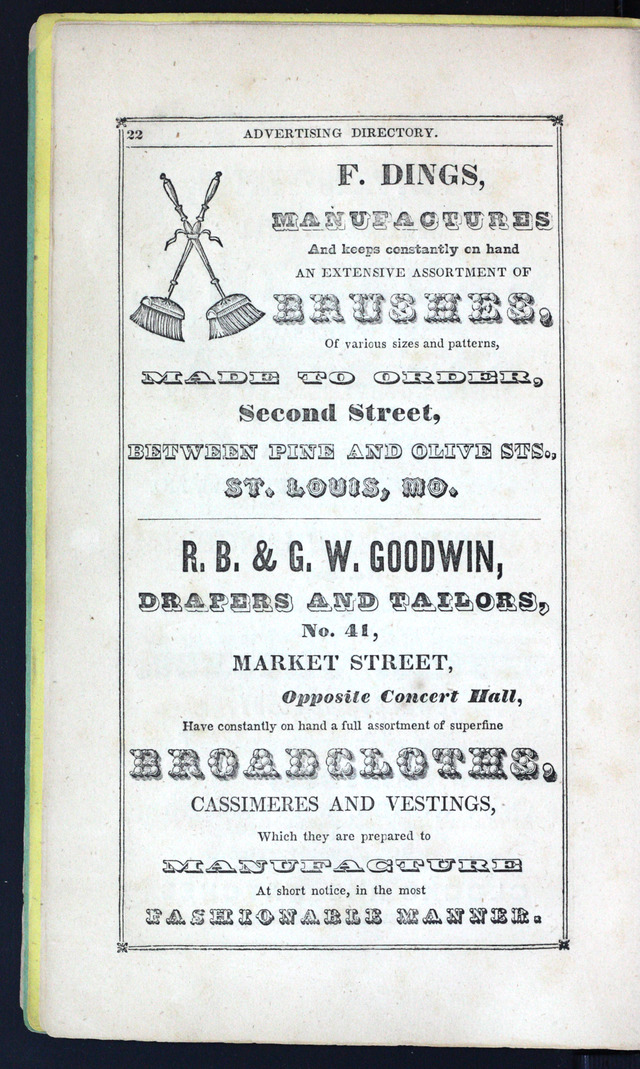 22 ADVERTISING DIRECTORY.
F. DINGS,
MANUFACTURES
And keeps constantly on hand
AN EXTENSIVE ASSORTMENT OF
BRUSHES,
Of various sizes and patterns,
MADE TO ORDER,
Second Street,
BETWEEN PINE AND OLIVE STS.,
ST. LOUIS, MO.
R. B. & G. W. GOODWIN,
DRAPERS AND TAILORS,
No. 41,
MARKET STREET,
Opposite Concert Hall,
Have constantly on hand a full assortment of superfine
BROADCLOTHS,
CASSIMERES AND VESTINGS,
Which they are prepared to
MANUFACTURE
At short notice, in the most
FASHIONABLE MANNER.